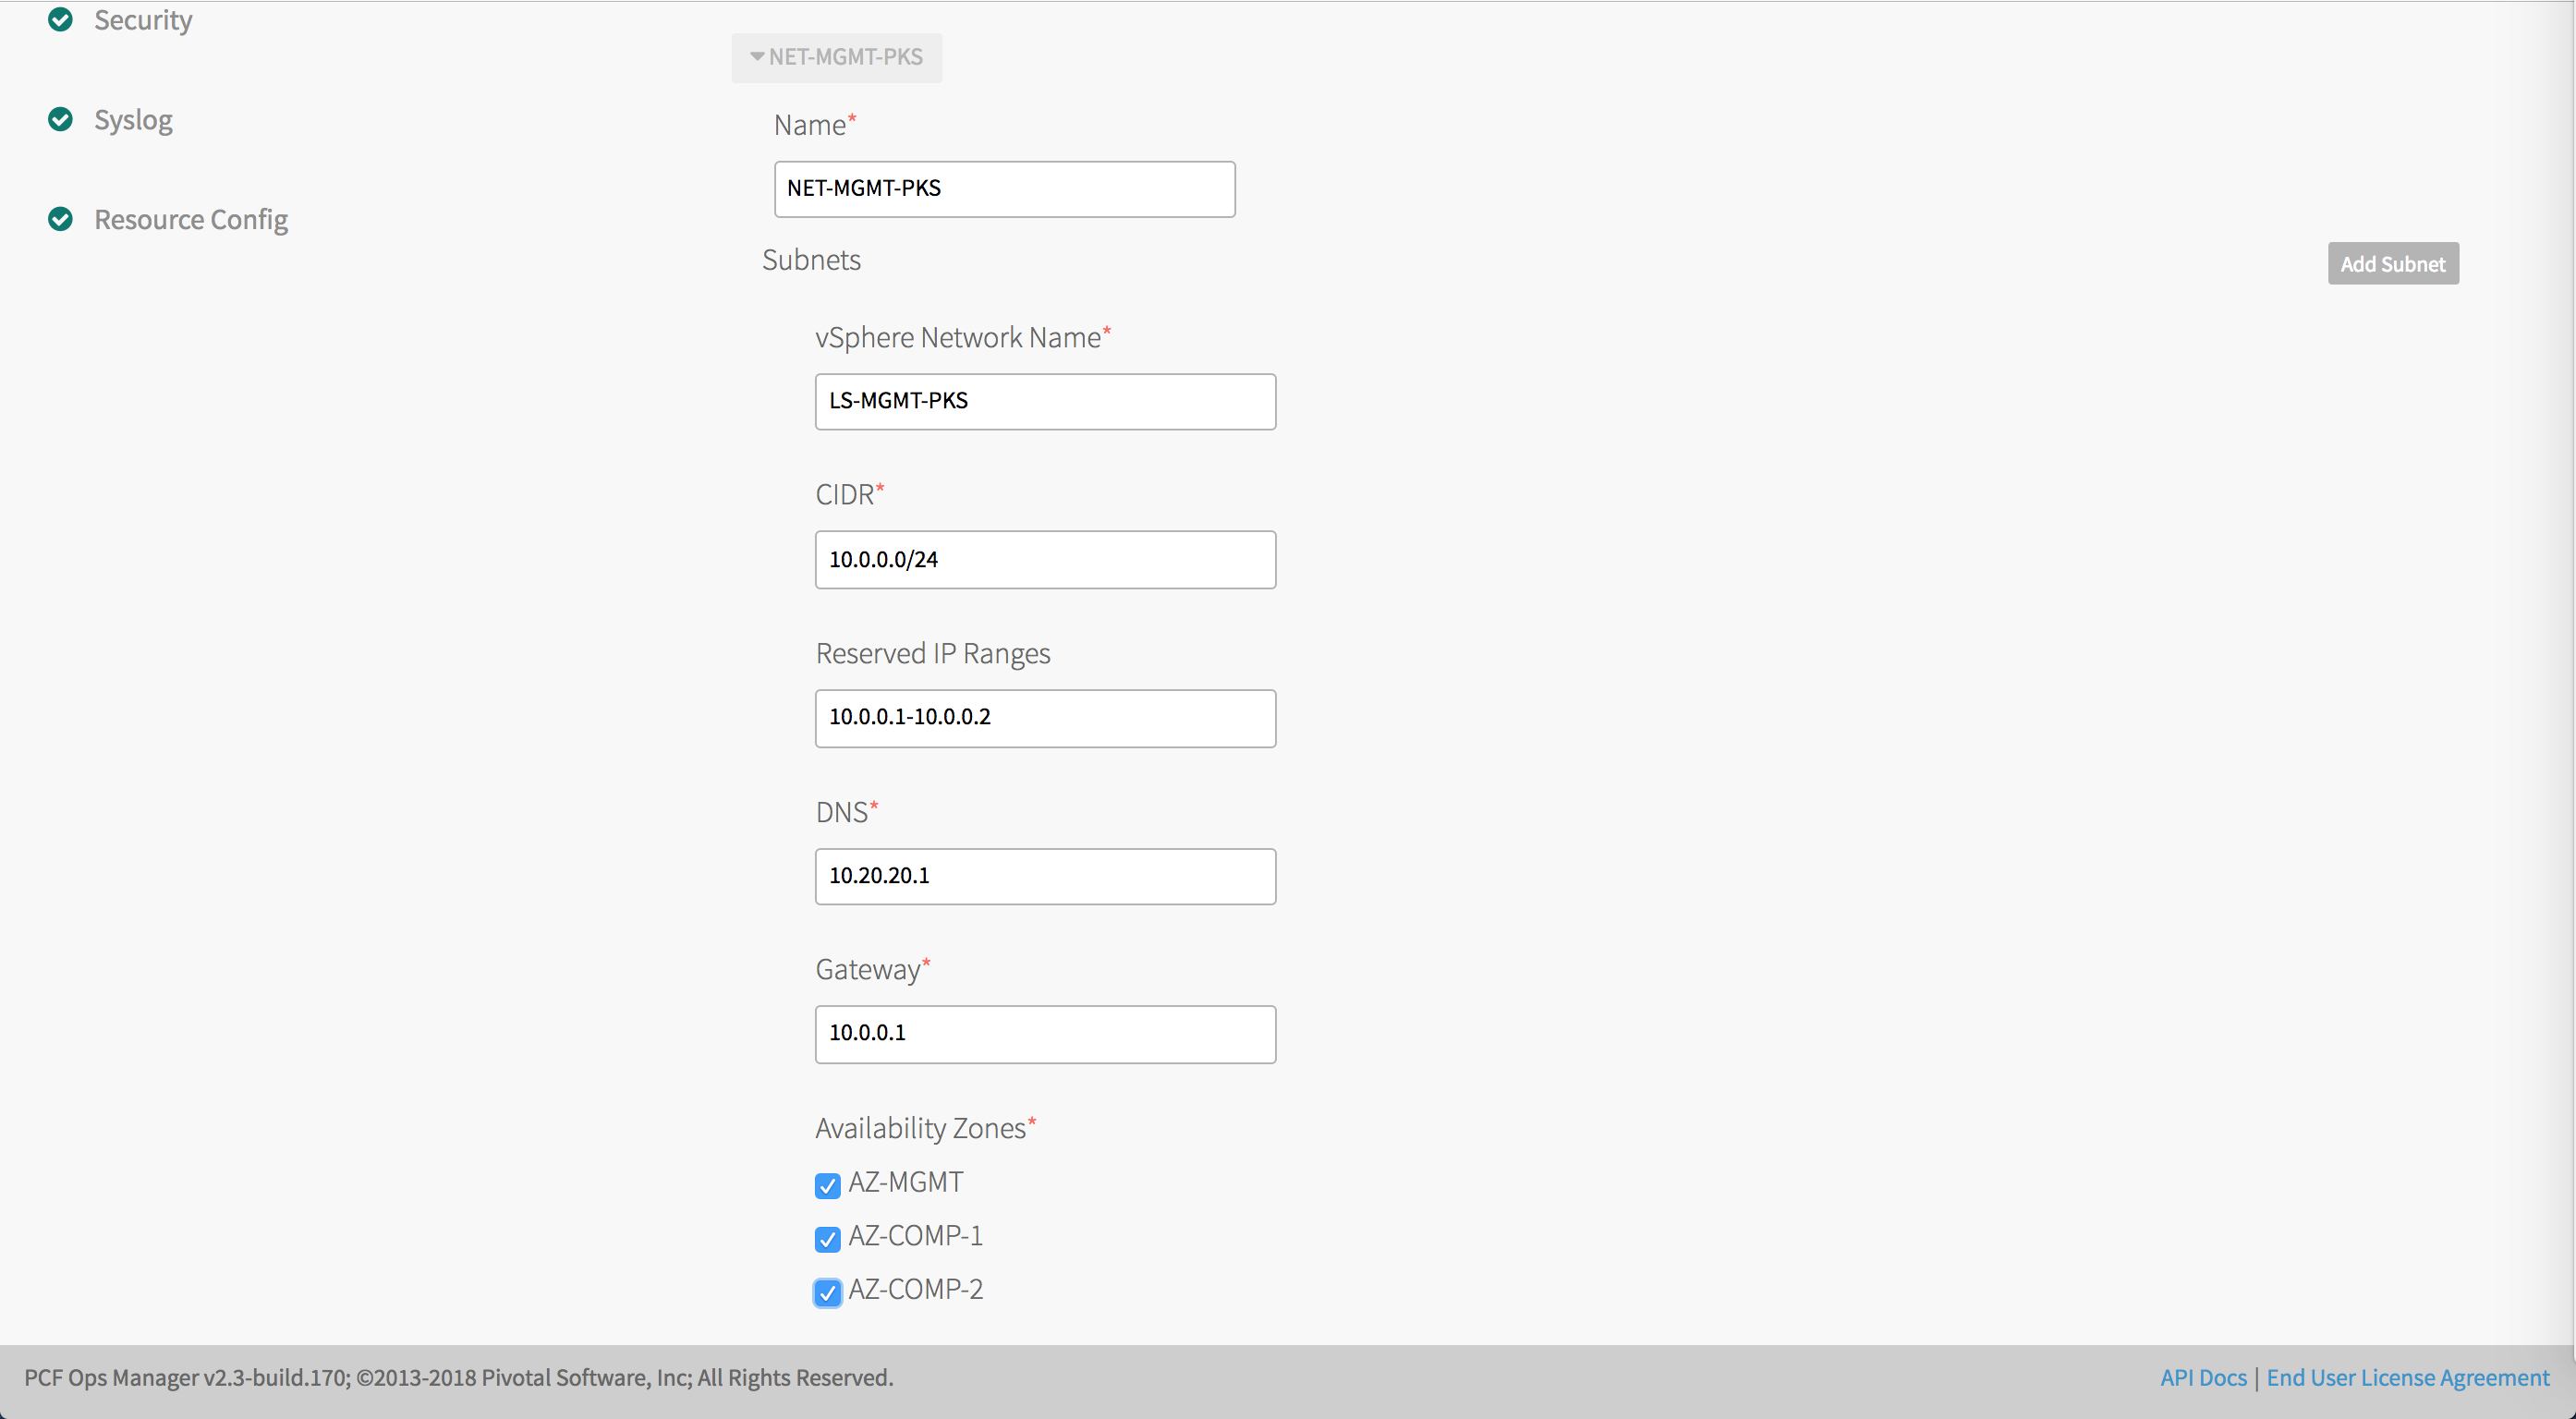 Security
Syslog
Resource Config
NET-MGMT-PKS
Name*
NET-MGMT-PKS
Subnets
Add Subnet
vSphere Network Name*
LS-MGMT-PKS
CIDR*
10.0.0.0/24
Reserved IP Ranges
10.0.0.1-10.0.0.2
DNS*
10.20.20.1
Gateway*
10.0.0.1
Availability Zones*
AZ-MGMT
AZ-COMP-1
AZ-COMP-2
PCF Ops Manager v2.3-build.170; ©2013-2018 Pivotal Software, Inc; All Rights Reserved.
API Docs | End User License Agreement